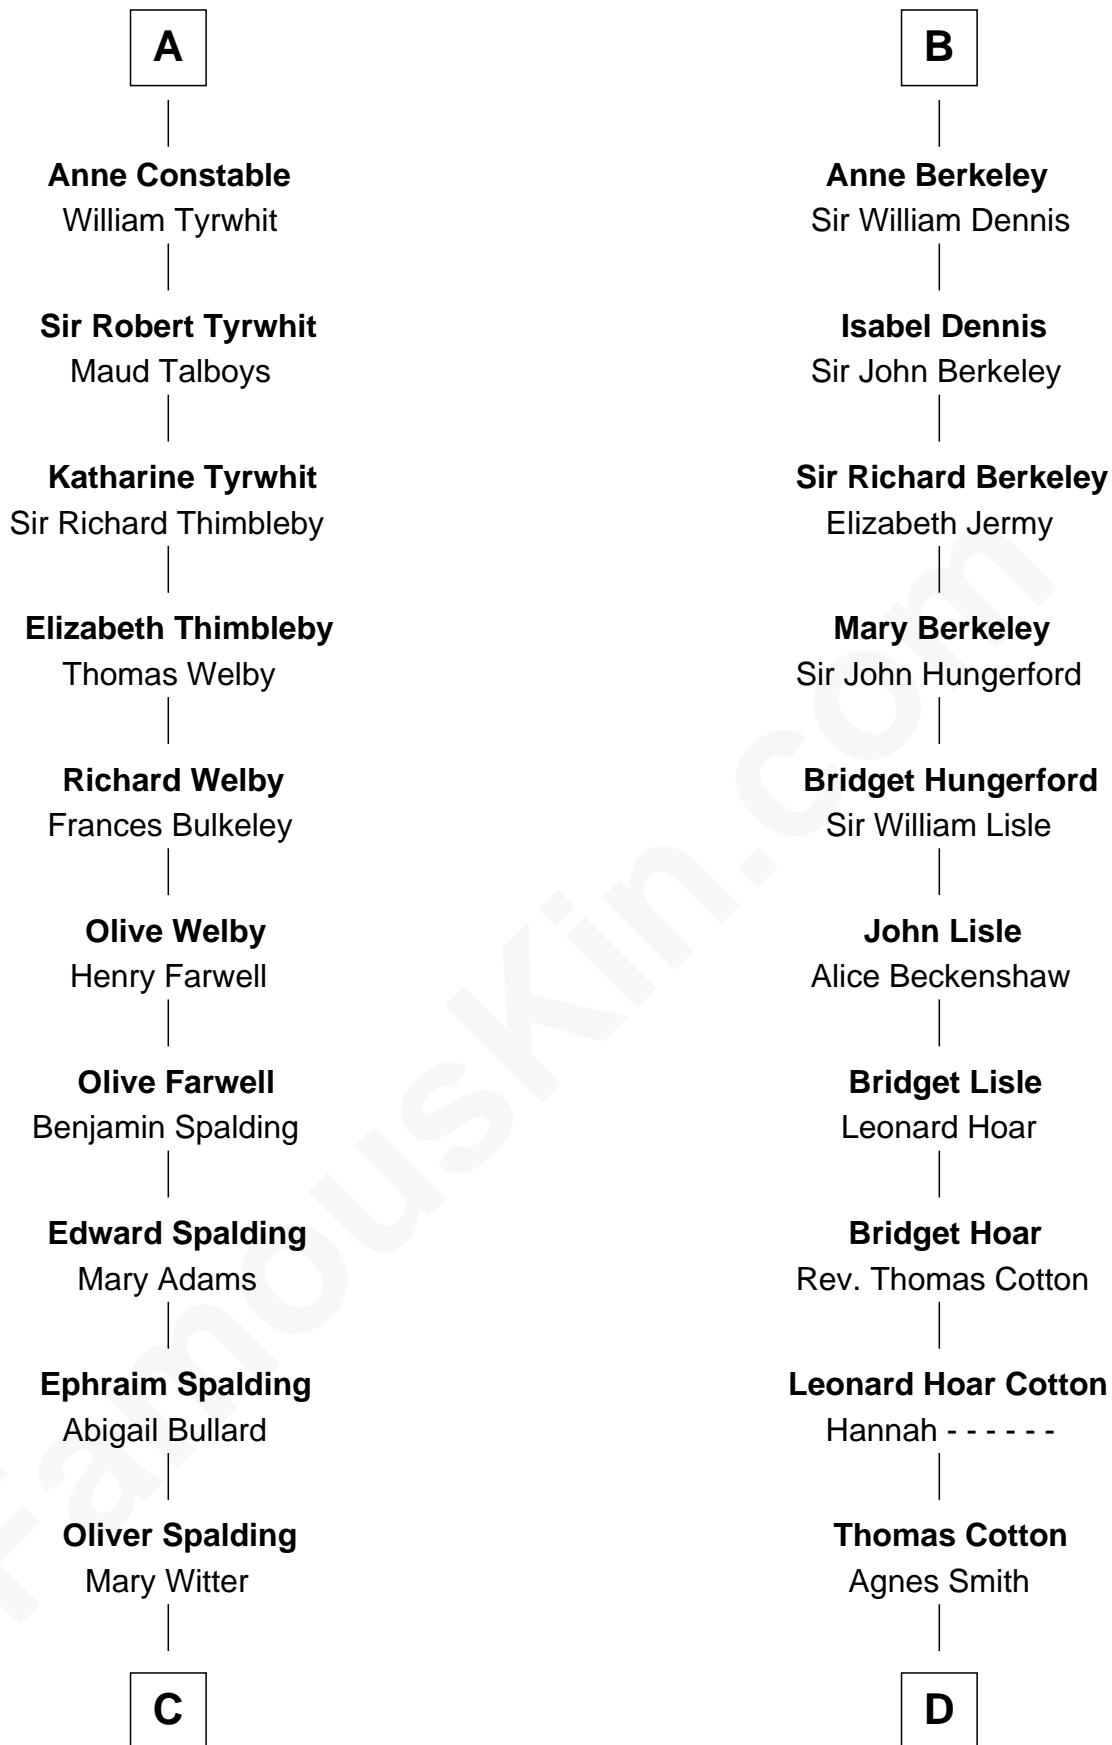 A
Anne Constable
William Tyrwhit
Sir Robert Tyrwhit
Maud Talboys
Katharine Tyrwhit
Sir Richard Thimbleby
Elizabeth Thimbleby
Thomas Welby
Richard Welby
Frances Bulkeley
Olive Welby
Henry Farwell
Olive Farwell
Benjamin Spalding
Edward Spalding
Mary Adams
Ephraim Spalding
Abigail Bullard
Oliver Spalding
Mary Witter
C
B
Anne Berkeley
Sir William Dennis
Isabel Dennis
Sir John Berkeley
Sir Richard Berkeley
Elizabeth Jermy
Mary Berkeley
Sir John Hungerford
Bridget Hungerford
Sir William Lisle
John Lisle
Alice Beckenshaw
Bridget Lisle
Leonard Hoar
Bridget Hoar
Rev. Thomas Cotton
Leonard Hoar Cotton
Hannah - - - - - -
Thomas Cotton
Agnes Smith
D
FamousKin.com